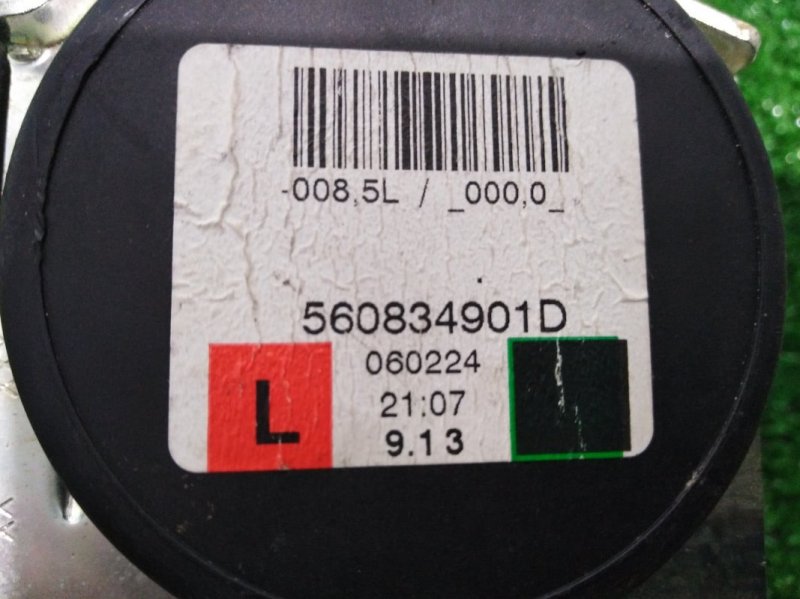 -008,5L / _000,0_
560834901D
060224
L
21:07
9.13